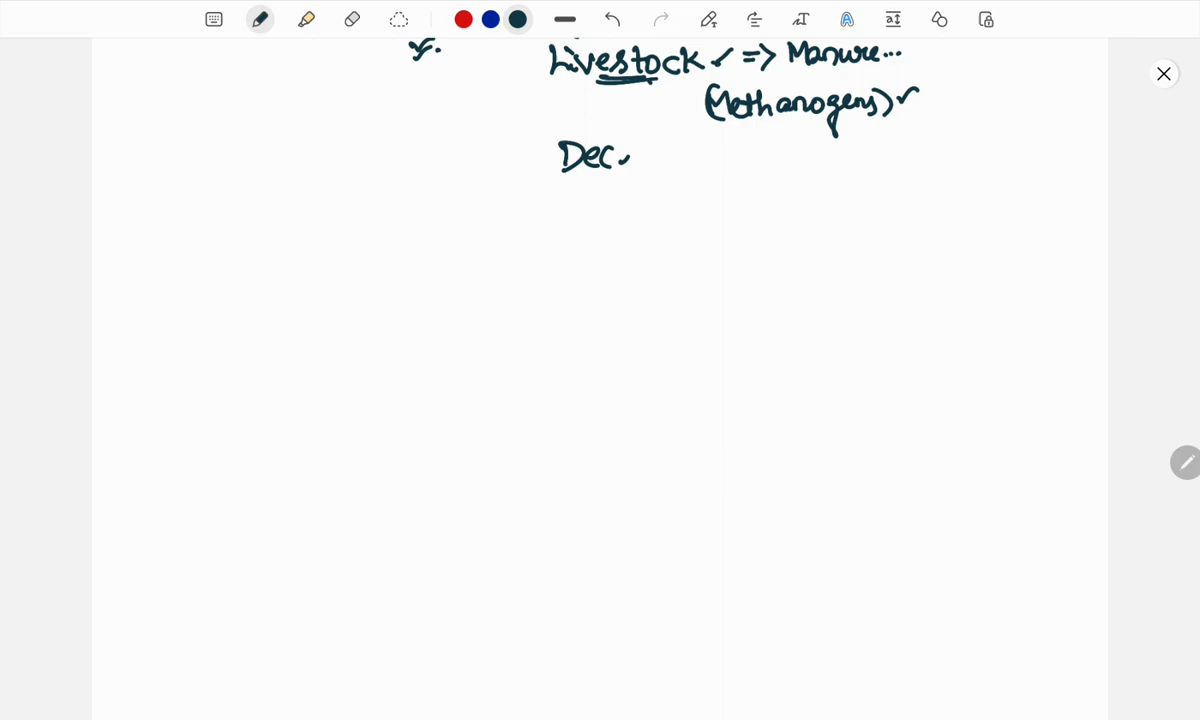 Livestock ✓ => Manure...
(Methanogens) ✓
Dec.